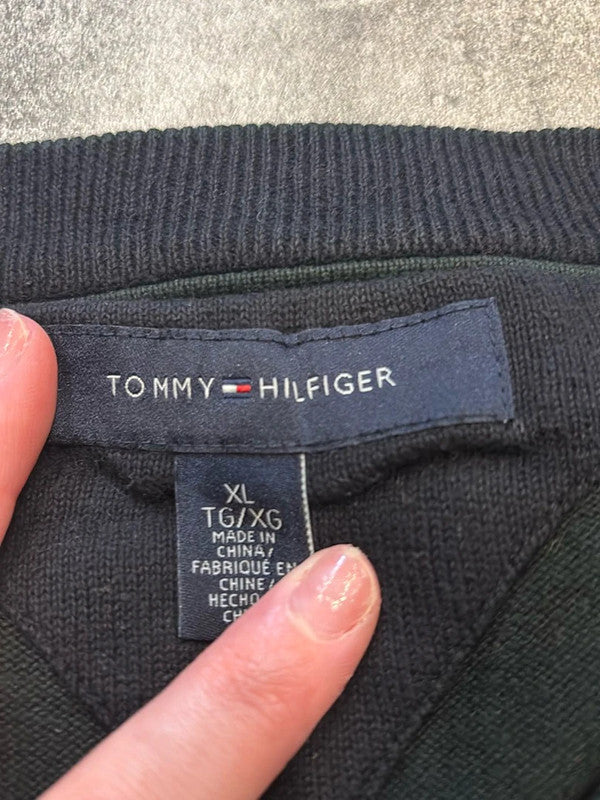 TOMMY HILFIGER
XL
TG/XG
MADE IN
CHINA/
FABRIQUÉ EN
CHINE/
HECHO